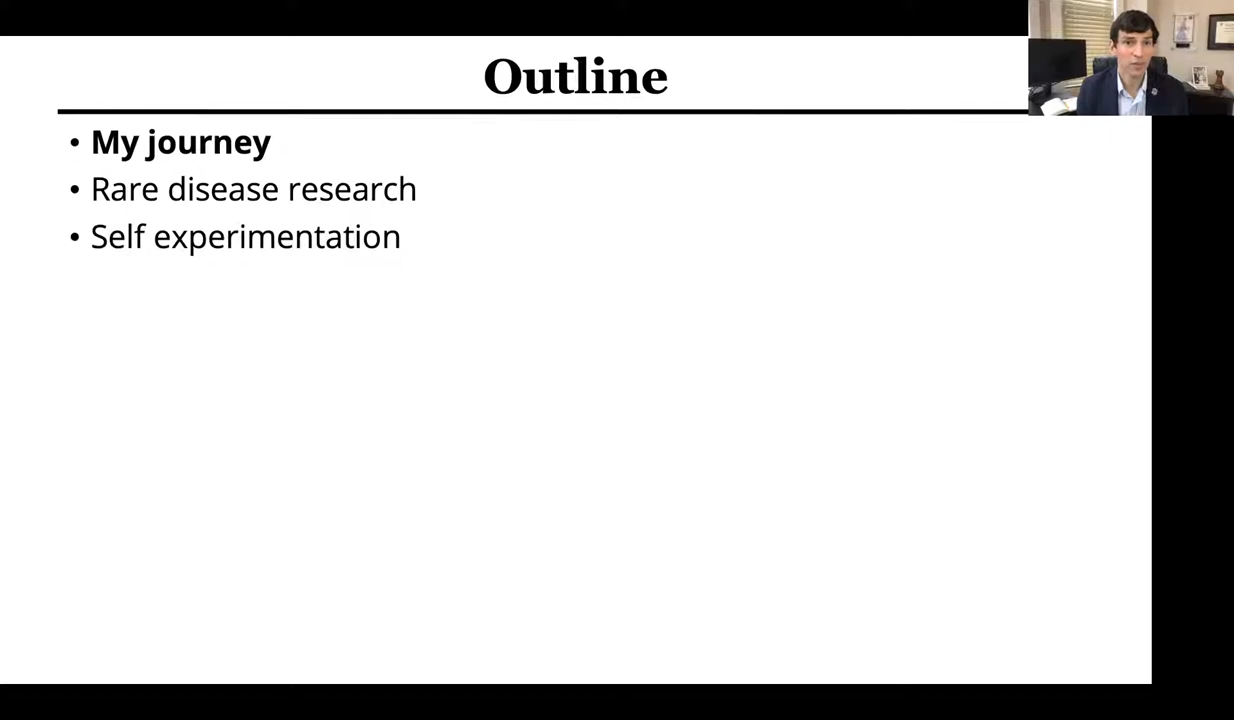 Outline
• My journey
• Rare disease research
• Self experimentation